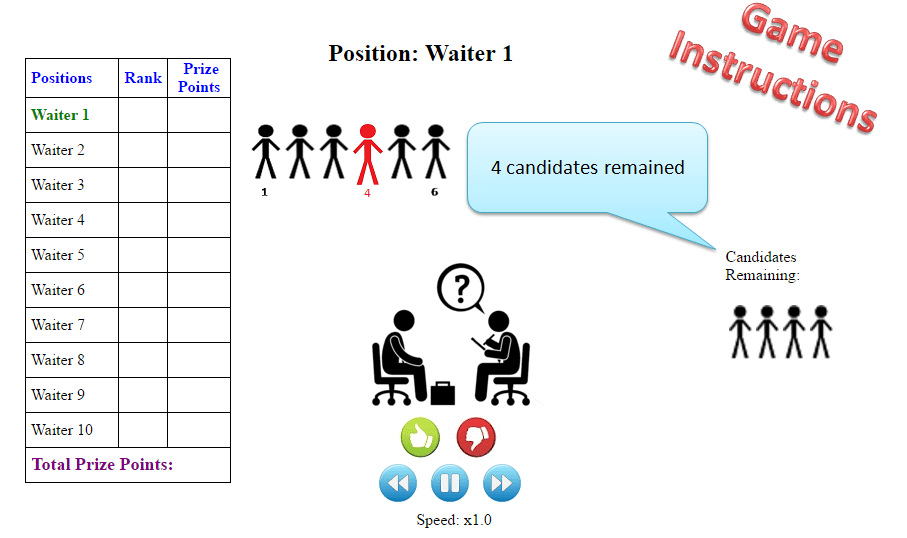 Game
Instructions
Position: Waiter 1
Positions Rank Prize Points
Waiter 1
Waiter 2
Waiter 3
Waiter 4
Waiter 5
Waiter 6
Waiter 7
Waiter 8
Waiter 9
Waiter 10
Total Prize Points:
1 4 6
4 candidates remained
Candidates
Remaining:
?
Speed: x1.0